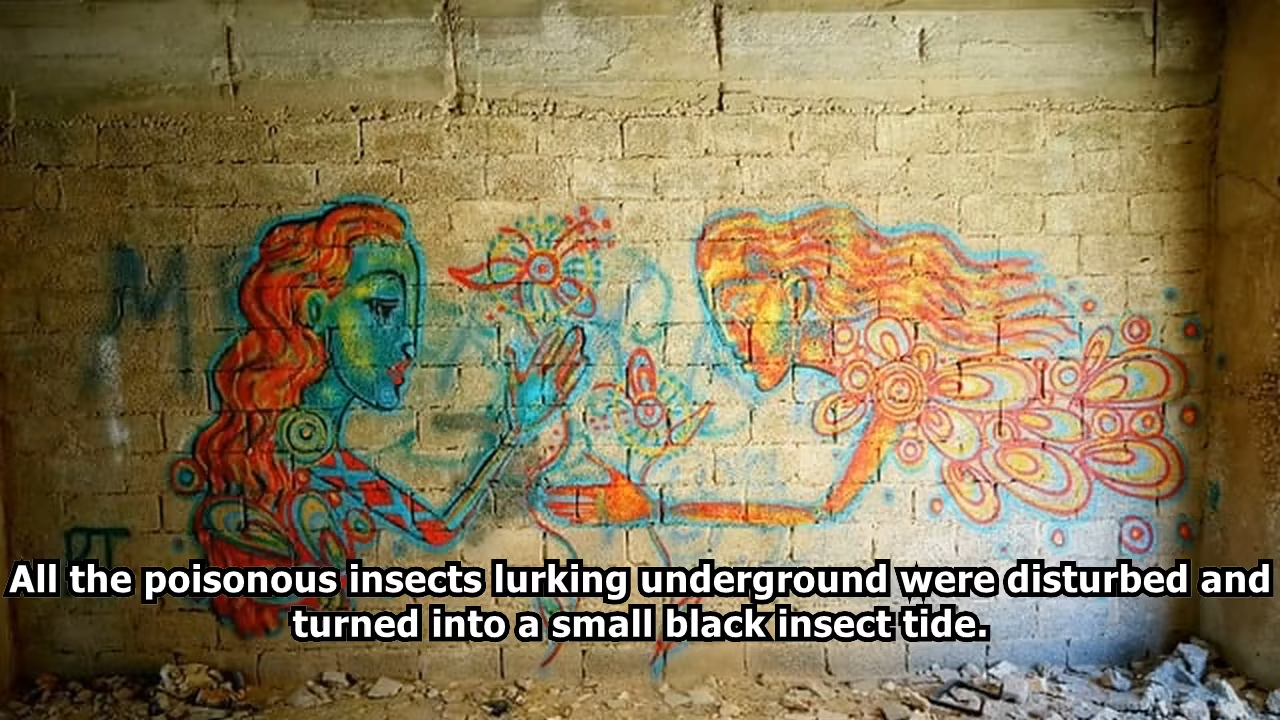 All the poisonous insects lurking underground were disturbed and
turned into a small black insect tide.